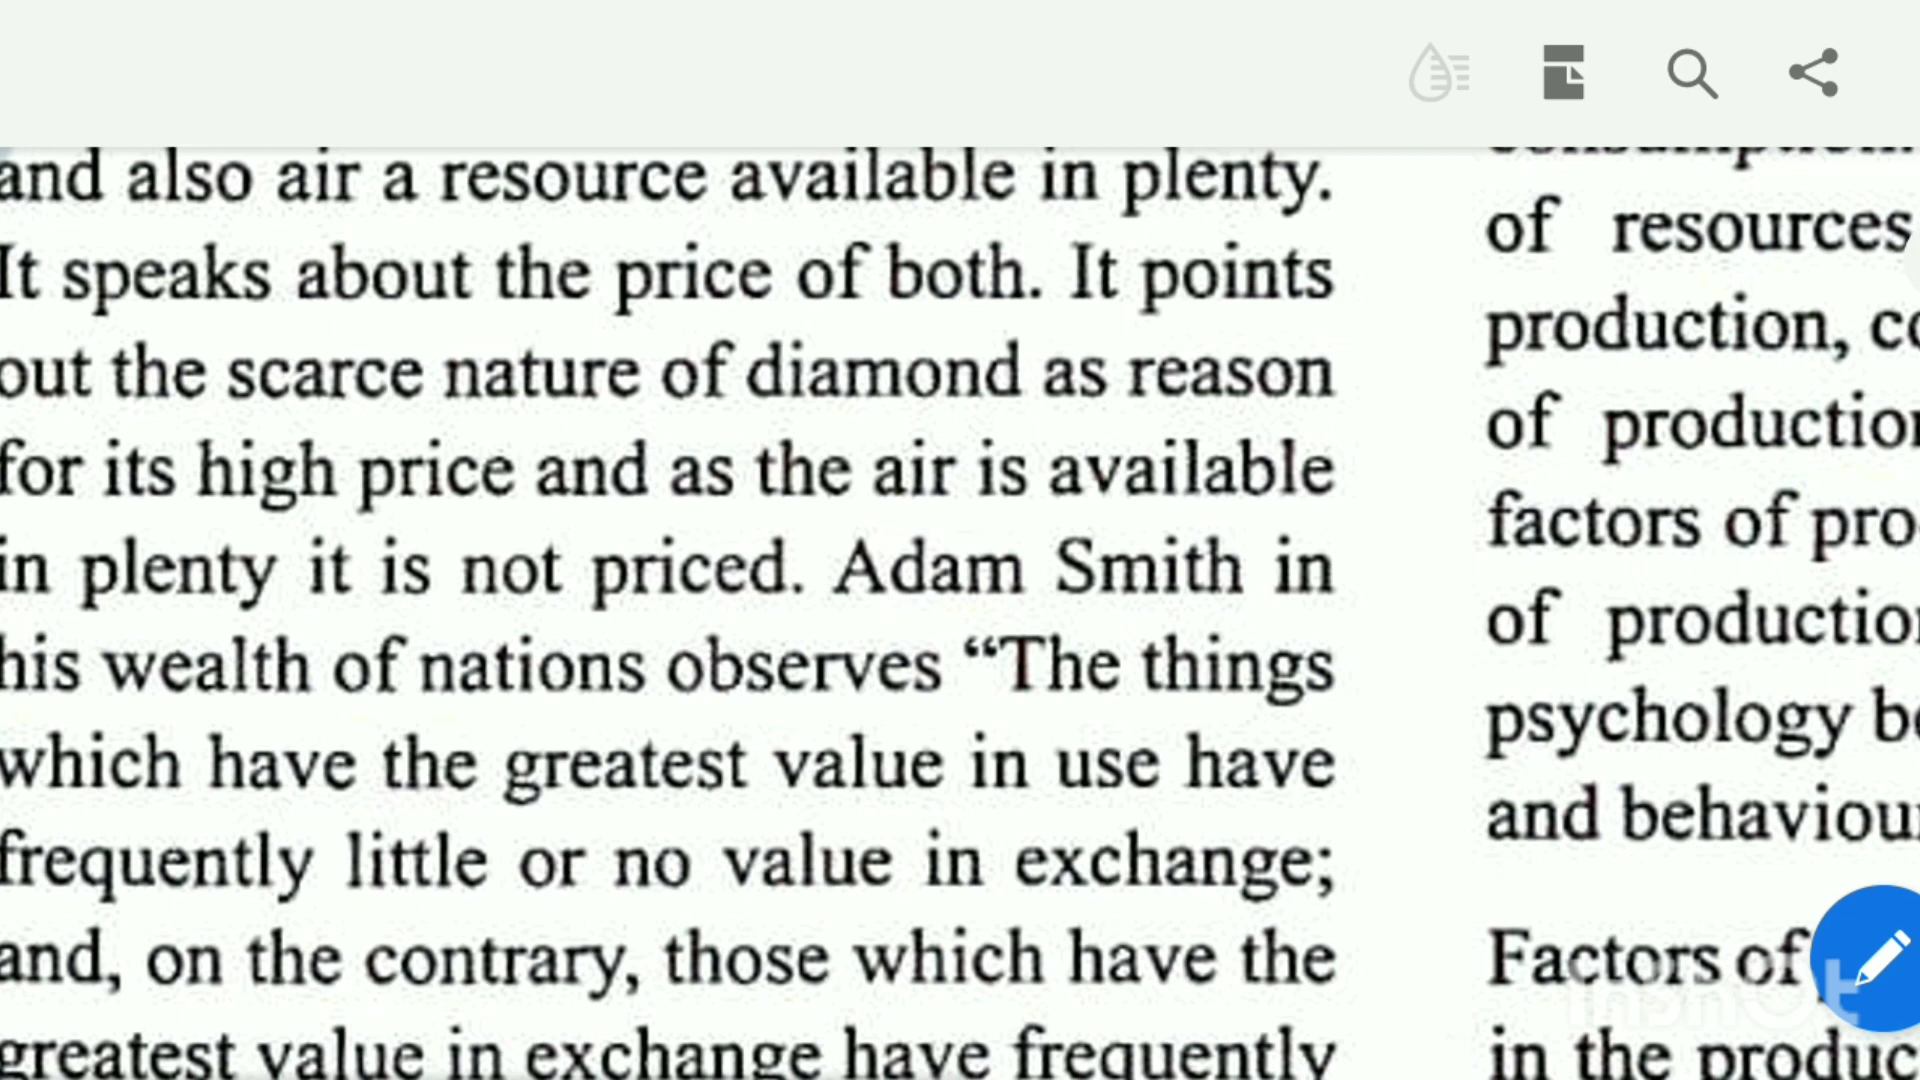 and also air a resource available in plenty.
It speaks about the price of both. It points
out the scarce nature of diamond as reason
for its high price and as the air is available
in plenty it is not priced. Adam Smith in
his wealth of nations observes “The things
which have the greatest value in use have
frequently little or no value in exchange;
and, on the contrary, those which have the
greatest value in exchange have frequently
of resources
production,
of
factors of
of
psychology
and
Factors of
in the